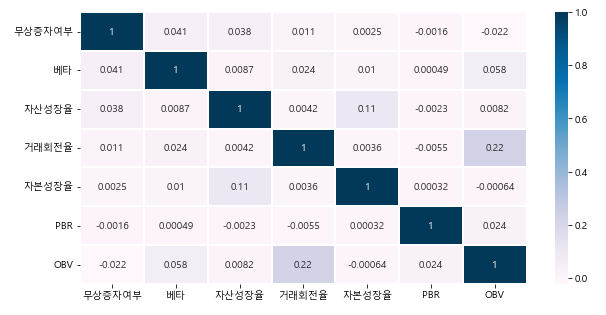 무상증자여부 1 0.041 0.038 0.011 0.0025 -0.0016 -0.022
베타 0.041 1 0.0087 0.024 0.01 0.00049 0.058
자산성장율 0.038 0.0087 1 0.0042 0.11 -0.0023 0.0082
거래회전율 0.011 0.024 0.0042 1 0.0036 -0.0055 0.22
자본성장율 0.0025 0.01 0.11 0.0036 1 0.00032 -0.00064
PBR -0.0016 0.00049 -0.0023 -0.0055 0.00032 1 0.024
OBV -0.022 0.058 0.0082 0.22 -0.00064 0.024 1
무상증자여부 베타 자산성장율 거래회전율 자본성장율 PBR OBV
1.0
0.8
0.6
0.4
0.2
0.0